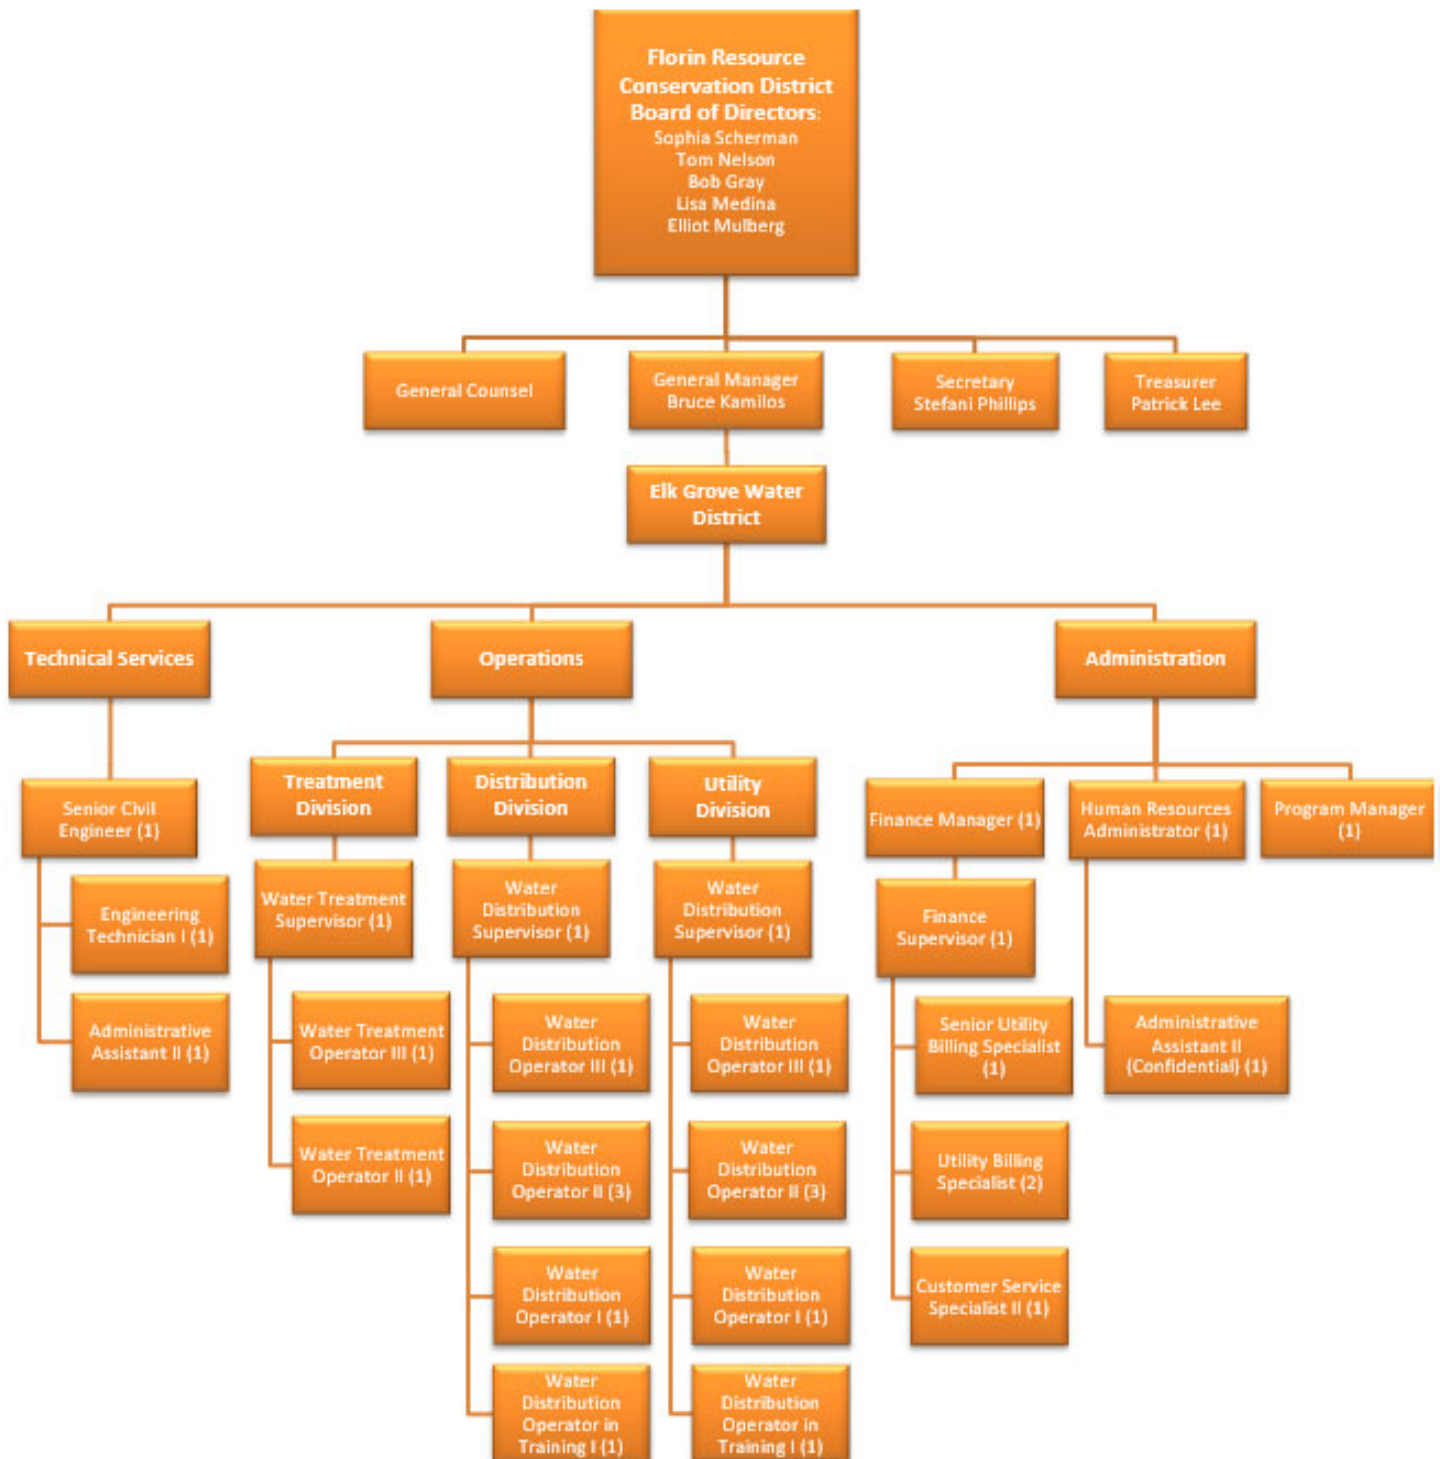 Florin Resource
Conservation District
Board of Directors:
Sophia Scherman
Tom Nelson
Bob Gray
Lisa Medina
Elliot Mulberg
General Counsel
General Manager
Bruce Kamilos
Secretary
Stefani Phillips
Treasurer
Patrick Lee
Elk Grove Water
District
Technical Services
Operations
Administration
Senior Civil
Engineer (1)
Engineering
Technician I (1)
Administrative
Assistant II (1)
Treatment
Division
Water Treatment
Supervisor (1)
Water Treatment
Operator III (1)
Water Treatment
Operator II (1)
Distribution
Division
Water
Distribution
Supervisor (1)
Water
Distribution
Operator III (1)
Water
Distribution
Operator II (3)
Water
Distribution
Operator I (1)
Water
Distribution
Operator in
Training I (1)
Utility
Division
Water
Distribution
Supervisor (1)
Water
Distribution
Operator III (1)
Water
Distribution
Operator II (3)
Water
Distribution
Operator I (1)
Water
Distribution
Operator in
Training I (1)
Finance Manager (1)
Finance
Supervisor (1)
Senior Utility
Billing Specialist
(1)
Utility Billing
Specialist (2)
Customer Service
Specialist II (1)
Human Resources
Administrator (1)
Administrative
Assistant II
(Confidential) (1)
Program Manager
(1)